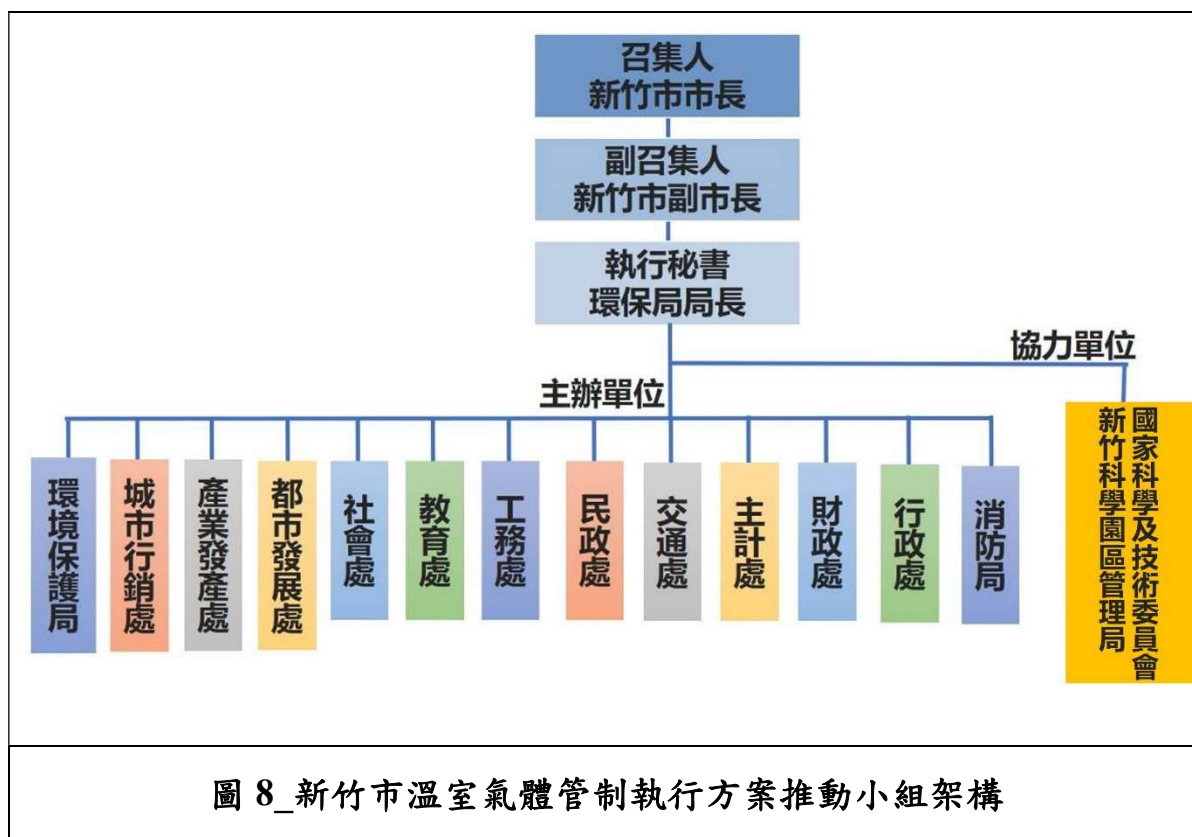 召集人
新竹市市長
副召集人
新竹市副市長
執行秘書
環保局局長
協力單位
主辦單位
環境保護局
城市行銷處
產業發產處
都市發展處
社會處
教育處
工務處
民政處
交通處
主計處
財政處
行政處
消防局
國家科學及技術委員會
新竹科學園區管理局
圖 8_新竹市溫室氣體管制執行方案推動小組架構